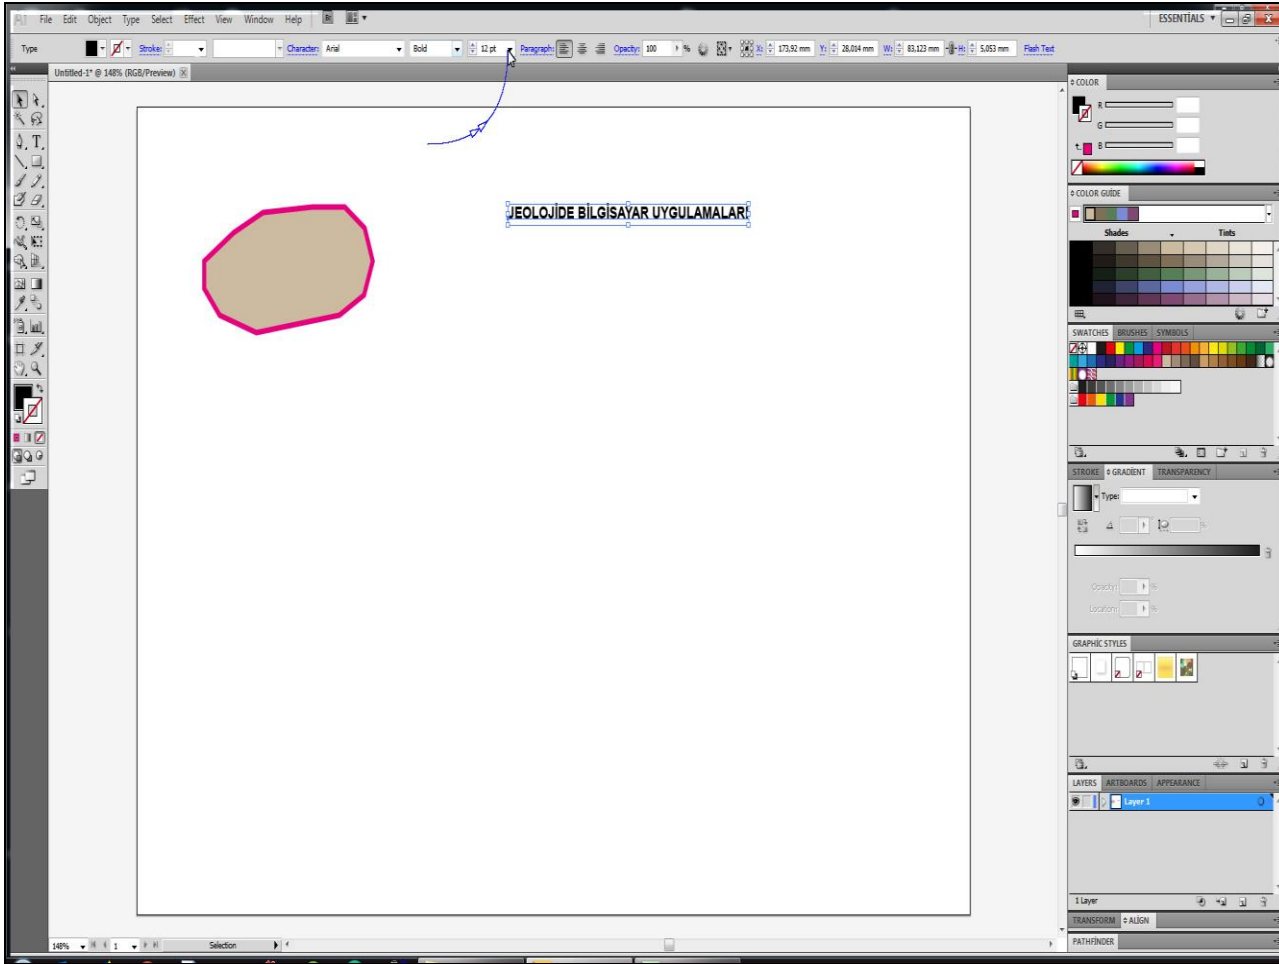 Ai File Edit Object Type Select Effect View Window Help Br ESSENTIALS
Type Stroke: Character: Arial Bold 12 pt Paragraph: Opacity: 100 % X: 173,92 mm Y: 28,014 mm W: 83,123 mm H: 5,053 mm Flash Text
Untitled-1* @ 148% (RGB/Preview)
COLOR
R
G
B
JEOLOJİDE BİLGİSAYAR UYGULAMALARI
COLOR GUIDE
Shades Tints
SWATCHES BRUSHES SYMBOLS
STROKE GRADIENT TRANSPARENCY
Type:
Opacity: %
Location: %
GRAPHIC STYLES
LAYERS ARTBOARDS APPEARANCE
Layer 1
1 Layer
TRANSFORM ALIGN
PATHFINDER
148% 1 Selection